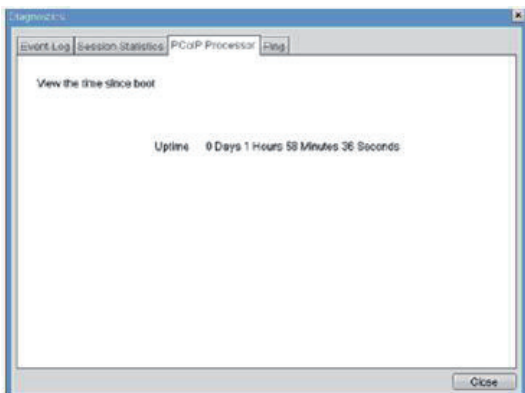 Diagnostics
Event Log Session Statistics PCoIP Processor Ping
View the time since boot
Uptime 0 Days 1 Hours 58 Minutes 36 Seconds
Close